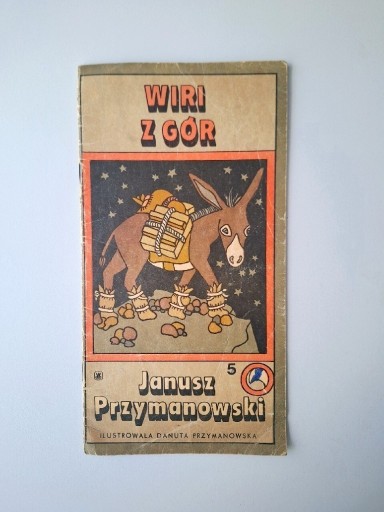 WIRI
Z GÓR
5
Janusz
Przymanowski
ILUSTROWAŁA DANUTA PRZYMANOWSKA